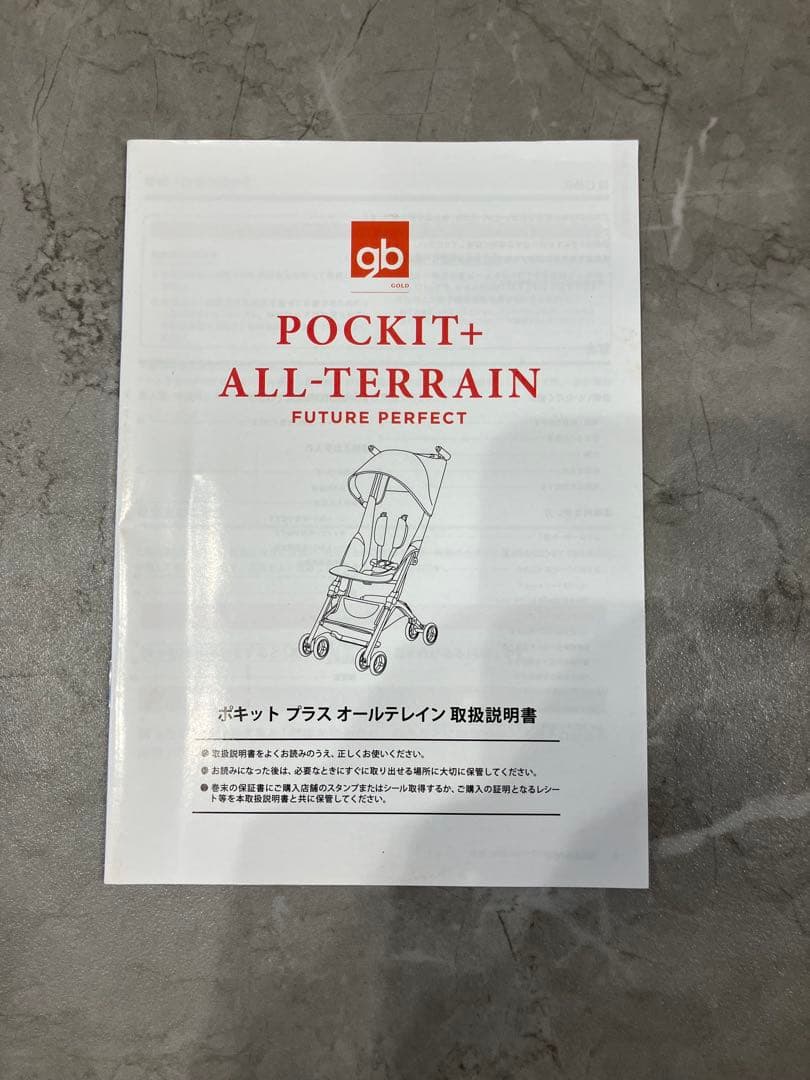 gb
GOLD
POCKIT+
ALL-TERRAIN
FUTURE PERFECT
ポキット プラス オールテレイン 取扱説明書
● 取扱説明書をよくお読みのうえ、正しくお使いください。
● お読みになった後は、必要なときにすぐに取り出せる場所に大切に保管してください。
● 巻末の保証書にご購入店舗のスタンプまたはシール取得するか、ご購入の証明となるレシー
ト等を本取扱説明書と共に保管してください。